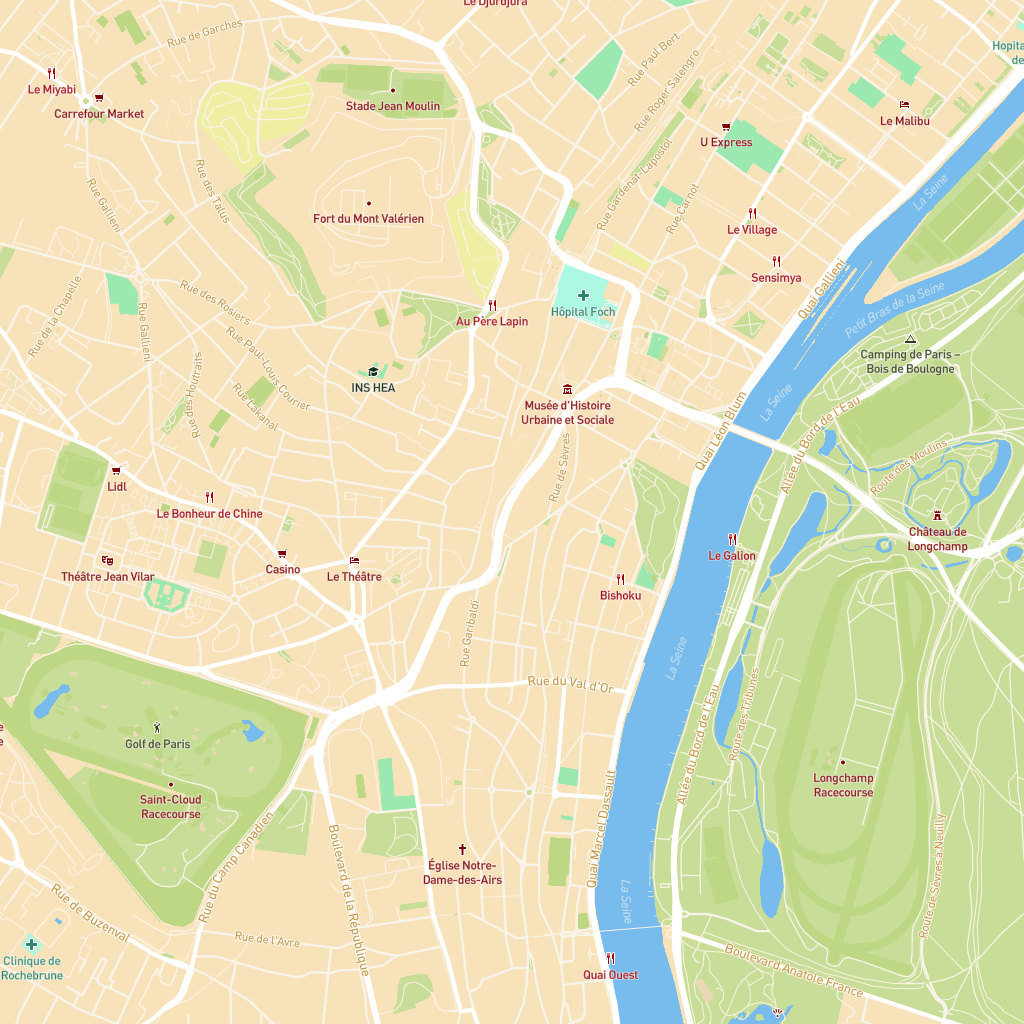 Le Djurdjura
Rue de Garches
Le Miyabi
Carrefour Market
Stade Jean Moulin
Rue Paul Bert
Rue Roger Salengro
U Express
Le Malibu
Hopital
de
Rue Gallieni
Rue des Talus
Fort du Mont Valérien
Rue Gardenat-Lapostol
Rue Carnot
Le Village
La Seine
Sensimya
Quai Gallieni
Petit Bras de la Seine
Rue de la Chapelle
Rue Gallieni
Rue des Rosiers
Au Père Lapin
Hôpital Foch
Camping de Paris –
Bois de Boulogne
Rue Paul-Louis Courier
Rue des Houtraits
Rue Lakanal
INS HEA
Musée d'Histoire
Urbaine et Sociale
Rue de Sèvres
Quai Léon Blum
La Seine
Allée du Bord de l'Eau
Route des Moulins
Lidl
Le Bonheur de Chine
Château de
Longchamp
Théâtre Jean Vilar
Casino
Le Théâtre
Le Galion
Bishoku
Rue Garibaldi
La Seine
Rue du Val d'Or
Allée du Bord de l'Eau
Route des Tribunes
e
e
Golf de Paris
Saint-Cloud
Racecourse
Longchamp
Racecourse
Rue du Camp Canadien
Boulevard de la République
Quai Marcel Dassault
Église Notre-
Dame-des-Airs
La Seine
Route de Sèvres à Neuilly
Rue de Buzenval
Rue de l'Avre
Clinique de
Rochebrune
Quai Ouest
Boulevard Anatole France